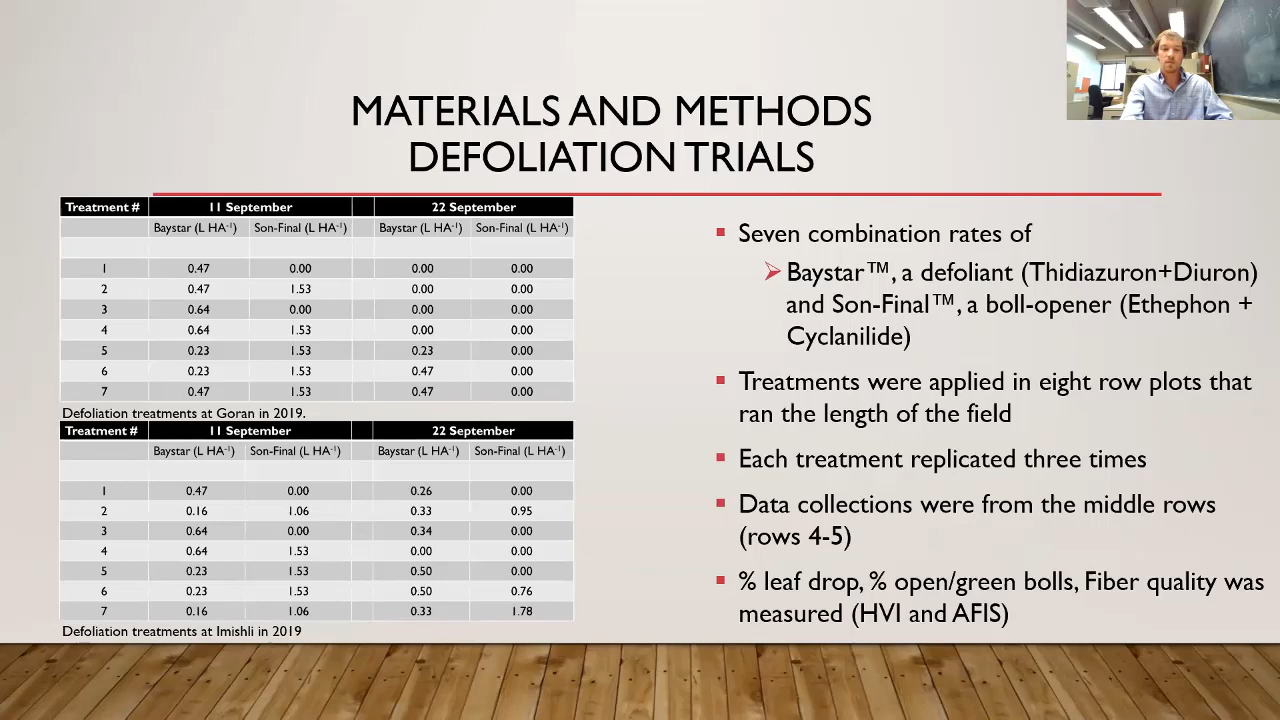 MATERIALS AND METHODS
DEFOLIATION TRIALS
Treatment # 11 September 22 September
Baystar (L HA⁻¹) Son-Final (L HA⁻¹) Baystar (L HA⁻¹) Son-Final (L HA⁻¹)
1 0.47 0.00 0.00 0.00
2 0.47 1.53 0.00 0.00
3 0.64 0.00 0.00 0.00
4 0.64 1.53 0.00 0.00
5 0.23 1.53 0.23 0.00
6 0.23 1.53 0.47 0.00
7 0.47 1.53 0.47 0.00
Defoliation treatments at Goran in 2019.
Treatment # 11 September 22 September
Baystar (L HA⁻¹) Son-Final (L HA⁻¹) Baystar (L HA⁻¹) Son-Final (L HA⁻¹)
1 0.47 0.00 0.26 0.00
2 0.16 1.06 0.33 0.95
3 0.64 0.00 0.34 0.00
4 0.64 1.53 0.00 0.00
5 0.23 1.53 0.50 0.00
6 0.23 1.53 0.50 0.76
7 0.16 1.06 0.33 1.78
Defoliation treatments at Imishli in 2019
Seven combination rates of
Baystar™, a defoliant (Thidiazuron+Diuron)
and Son-Final™, a boll-opener (Ethephon +
Cyclanilide)
Treatments were applied in eight row plots that
ran the length of the field
Each treatment replicated three times
Data collections were from the middle rows
(rows 4-5)
% leaf drop, % open/green bolls, Fiber quality was
measured (HVI and AFIS)